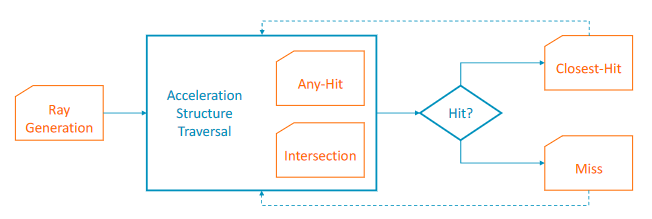 Ray
Generation
Acceleration
Structure
Traversal
Any-Hit
Intersection
Hit?
Closest-Hit
Miss